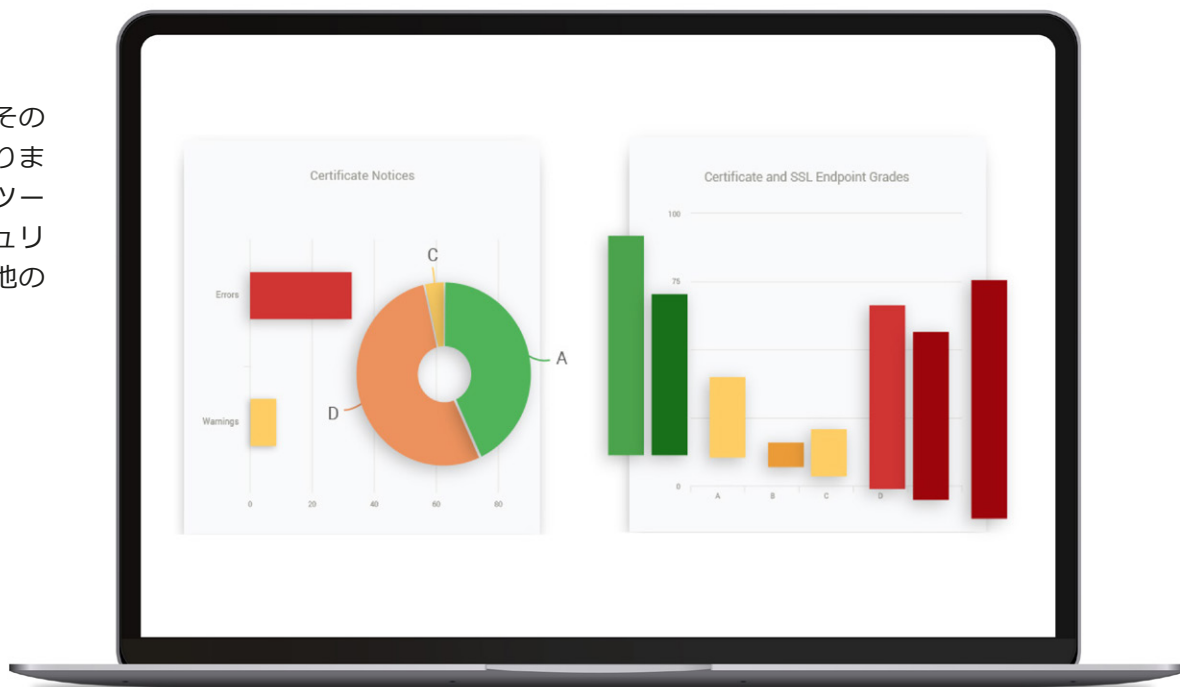 その
りま
ツー
ュリ
他の
Certificate Notices
C
Errors
A
D
Warnings
0 20 40 60 80
Certificate and SSL Endpoint Grades
100
75
0
A B C D